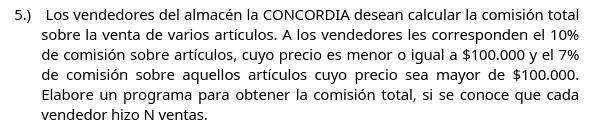 5.) Los vendedores del almacén la CONCORDIA desean calcular la comisión total
sobre la venta de varios artículos. A los vendedores les corresponden el 10%
de comisión sobre artículos, cuyo precio es menor o igual a $100.000 y el 7%
de comisión sobre aquellos artículos cuyo precio sea mayor de $100.000.
Elabore un programa para obtener la comisión total, si se conoce que cada
vendedor hizo N ventas.